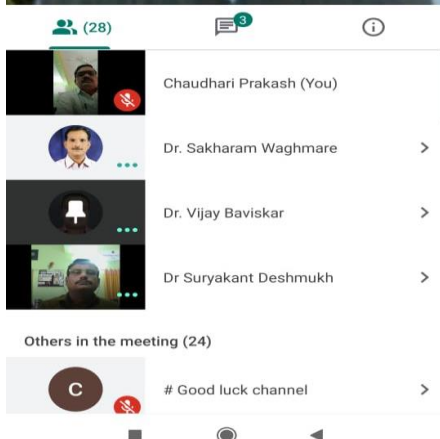 (28) 3
Chaudhari Prakash (You)
Dr. Sakharam Waghmare
Dr. Vijay Baviskar
Dr Suryakant Deshmukh
Others in the meeting (24)
C # Good luck channel